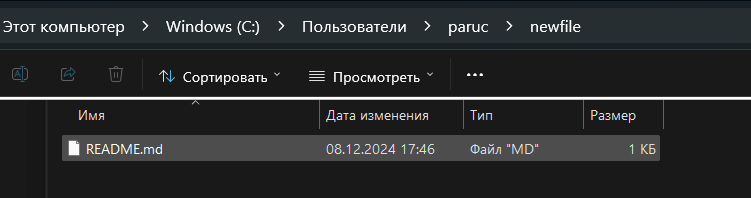 Этот компьютер > Windows (C:) > Пользователи > paruc > newfile
Сортировать Просмотреть ...
Имя Дата изменения Тип Размер
README.md 08.12.2024 17:46 Файл "MD" 1 КБ